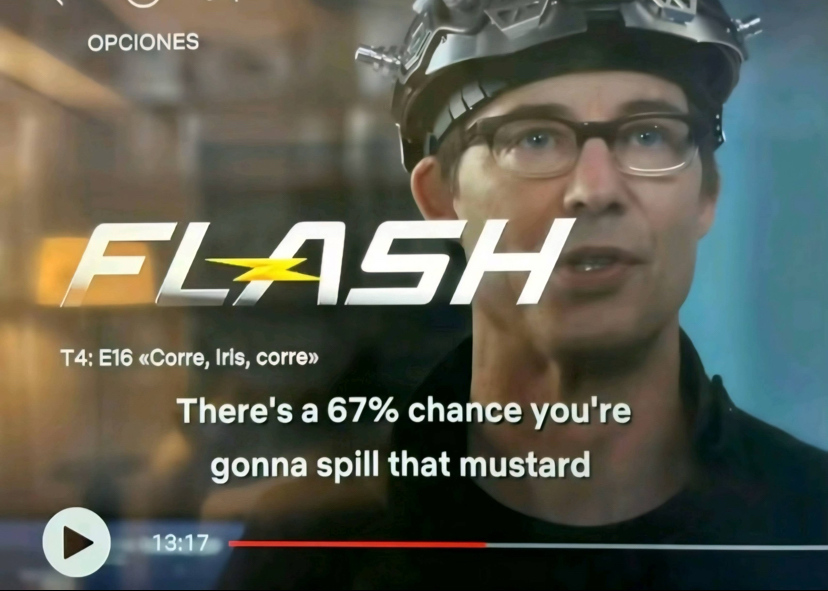 OPCIONES
FLASH
T4: E16 «Corre, Iris, corre»
There's a 67% chance you're
gonna spill that mustard
13:17